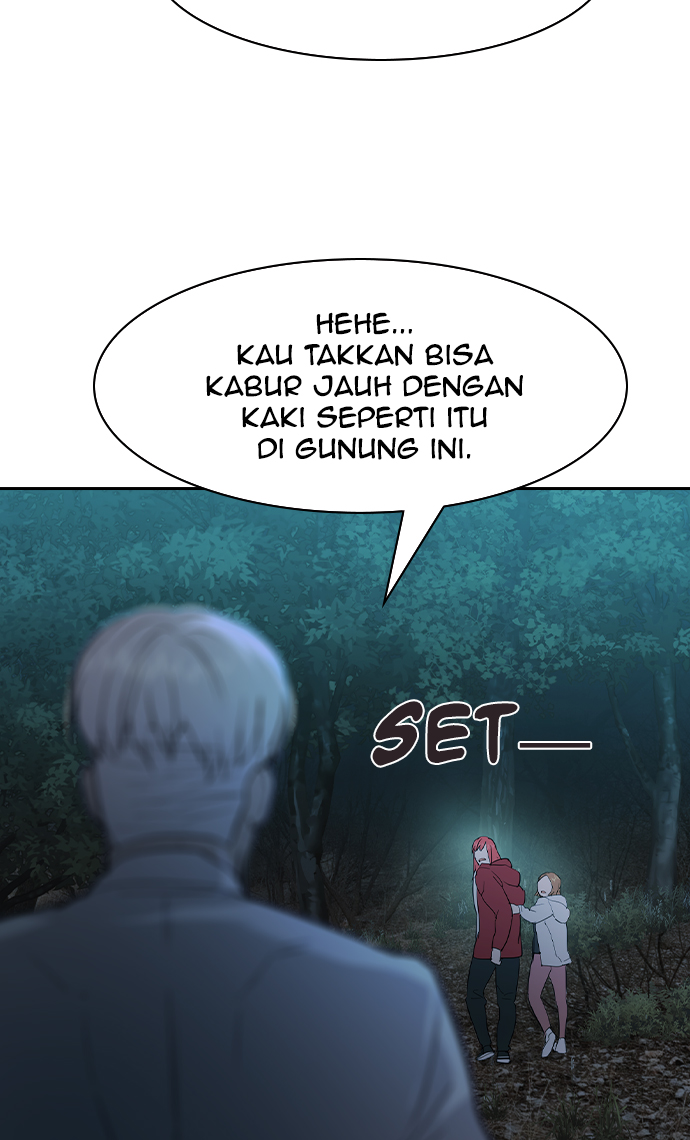 HEHE...
KAU TAKKAN BISA
KABUR JAUH DENGAN
KAKI SEPERTI ITU
DI GUNUNG INI.
SET—